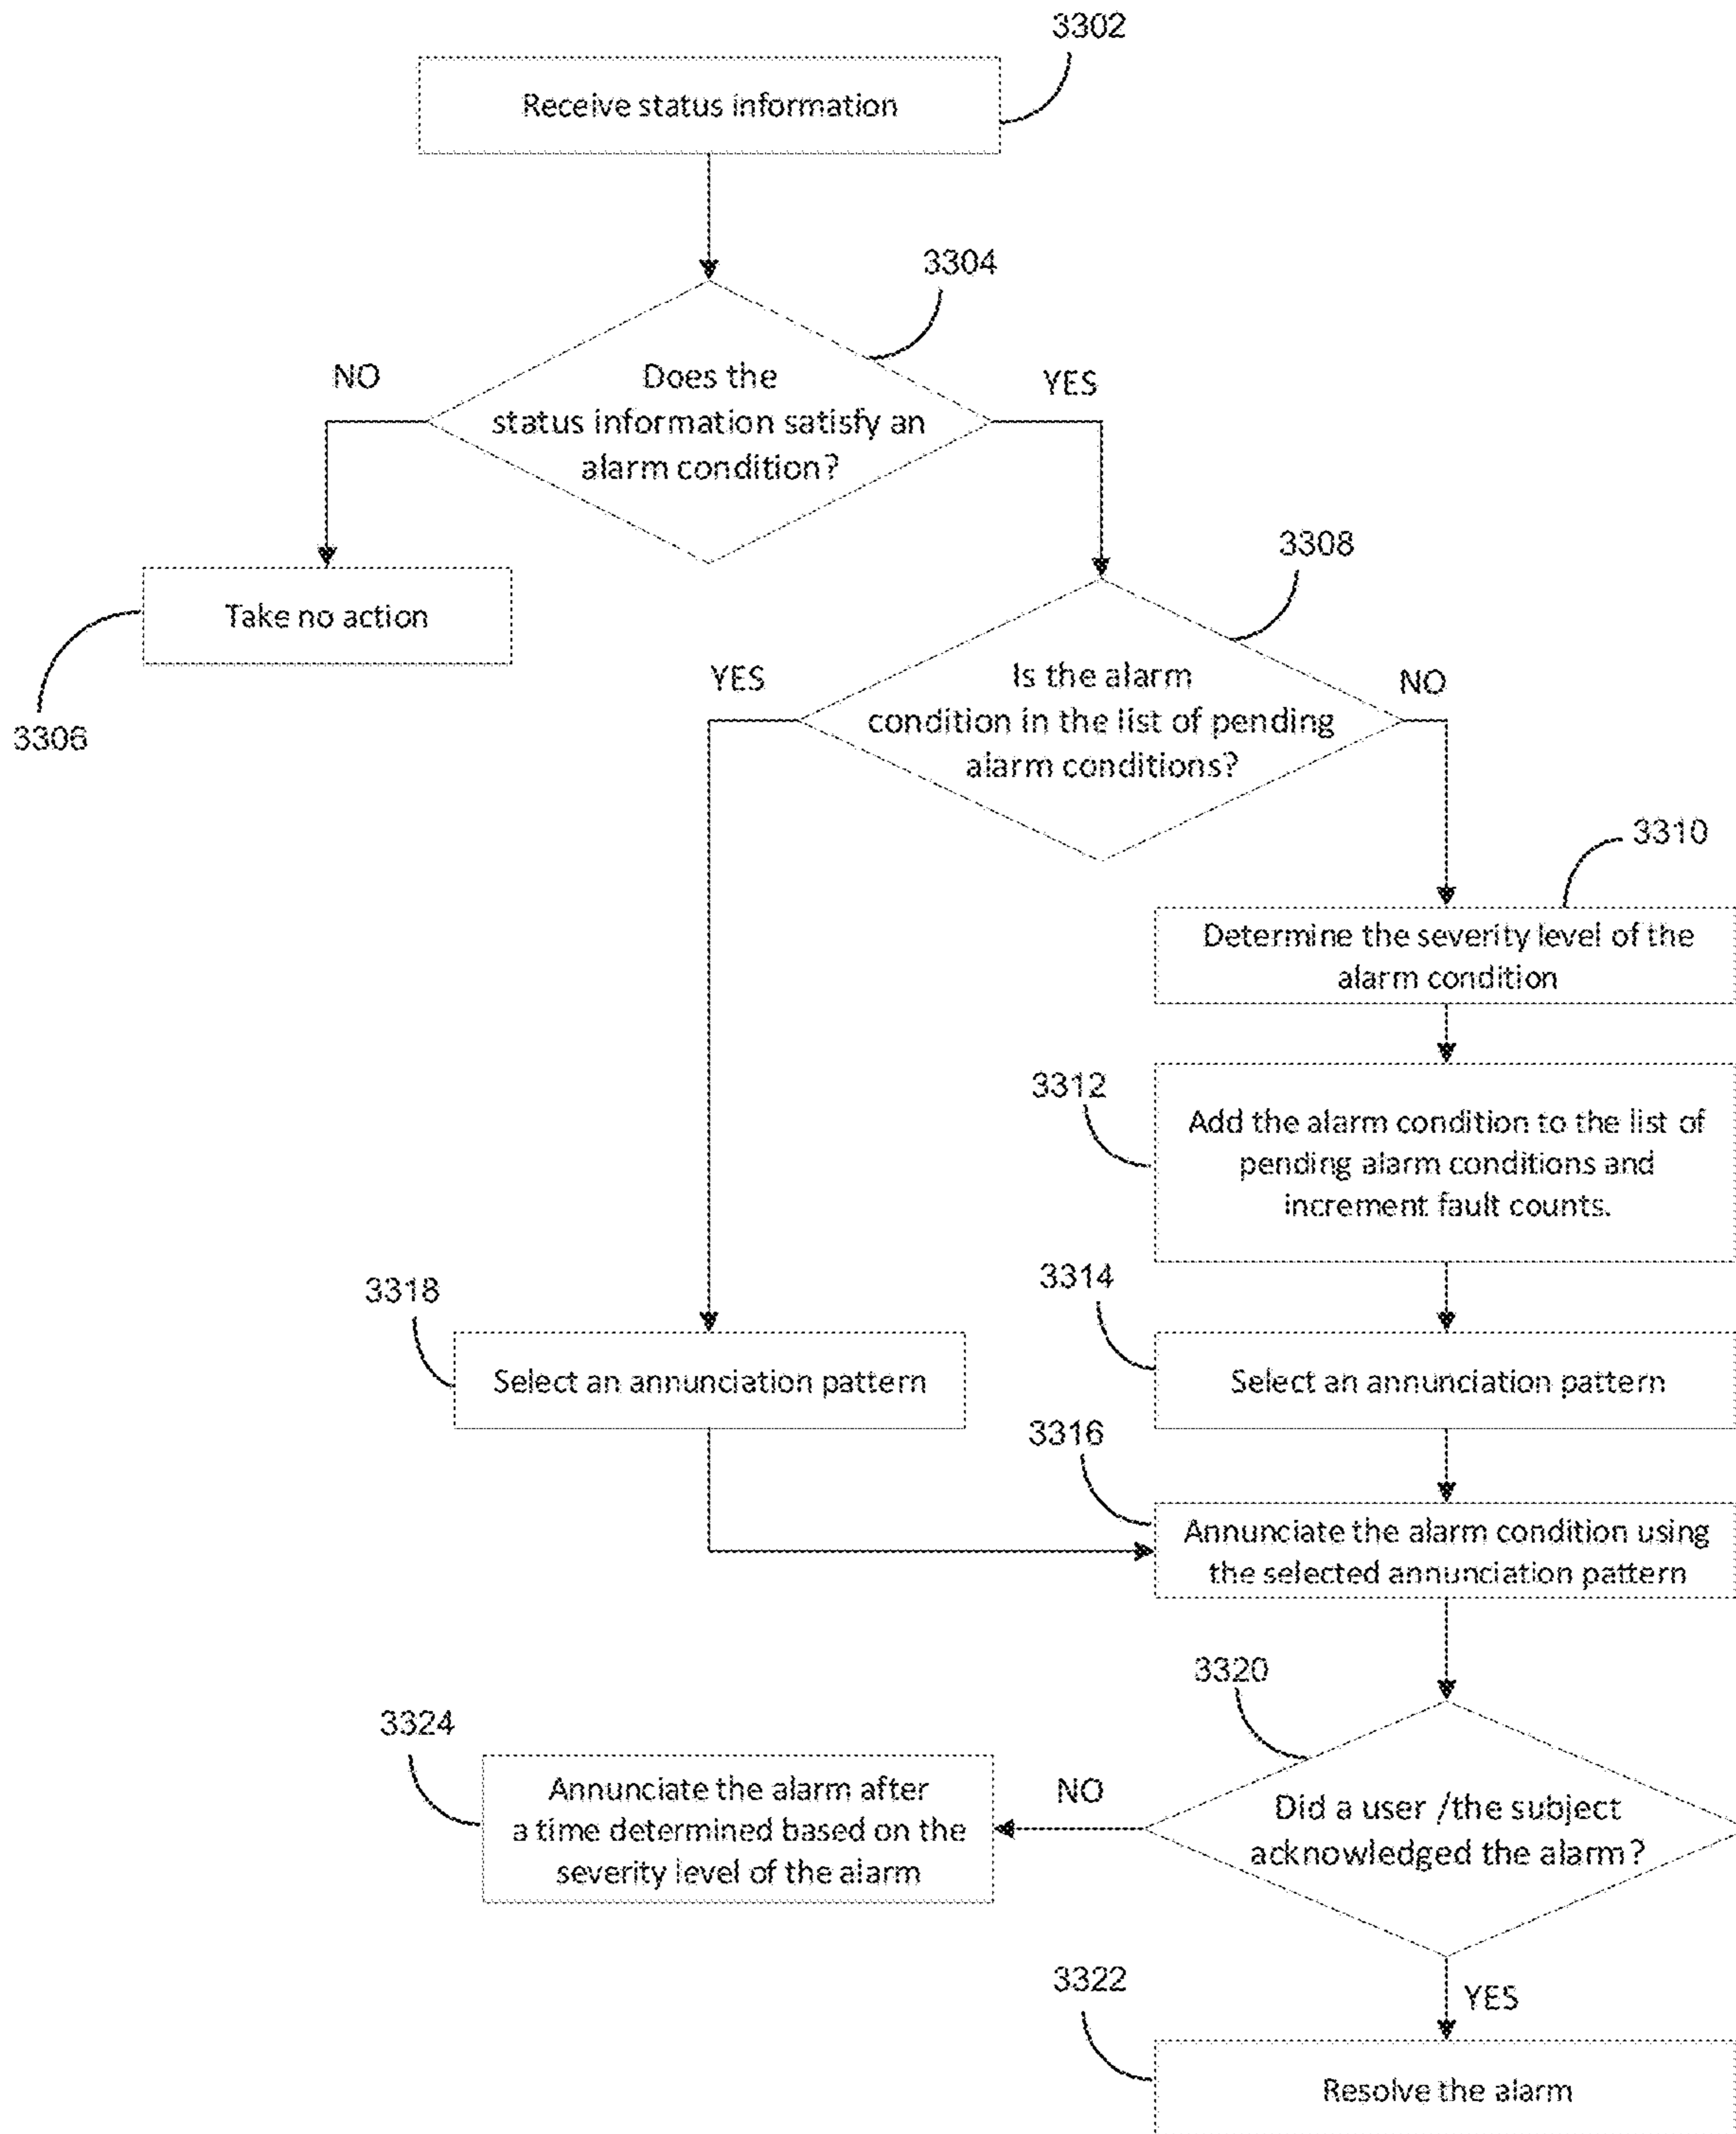 3302
Receive status information
3304
NO
YES
Does the
status information satisfy an
alarm condition?
3308
Take no action
3306
YES
NO
Is the alarm
condition in the list of pending
alarm conditions?
3310
Determine the severity level of the
alarm condition
3312
Add the alarm condition to the list of
pending alarm conditions and
increment fault counts.
3318
3314
Select an annunciation pattern
Select an annunciation pattern
3316
Annunciate the alarm condition using
the selected annunciation pattern
3320
3324
Annunciate the alarm after
a time determined based on the
severity level of the alarm
NO
Did a user /the subject
acknowledged the alarm?
3322
YES
Resolve the alarm